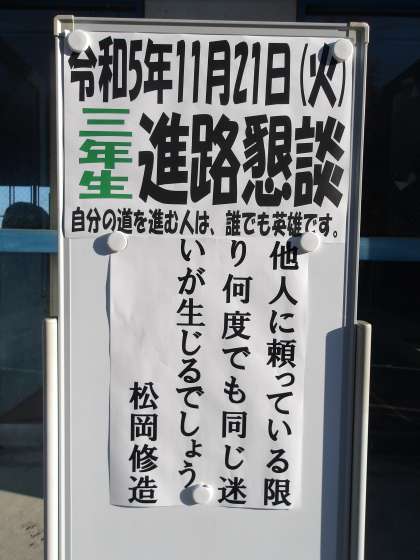 令和5年11月21日(火)
三年生
進路懇談
自分の道を進む人は、誰でも英雄です。
他人に頼っている限
り何度でも同じ迷
いが生じるでしょう。
松岡修造